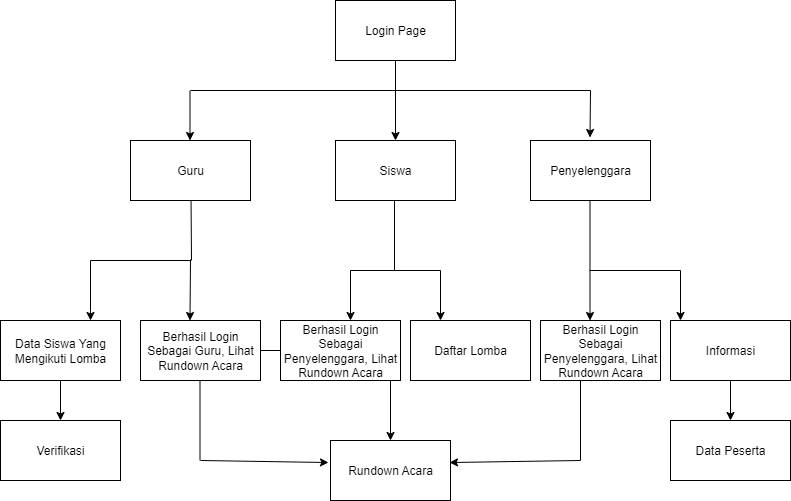 Login Page
Guru
Siswa
Penyelenggara
Data Siswa Yang
Mengikuti Lomba
Berhasil Login
Sebagai Guru, Lihat
Rundown Acara
Berhasil Login
Sebagai
Penyelenggara, Lihat
Rundown Acara
Daftar Lomba
Berhasil Login
Sebagai
Penyelenggara, Lihat
Rundown Acara
Informasi
Verifikasi
Rundown Acara
Data Peserta